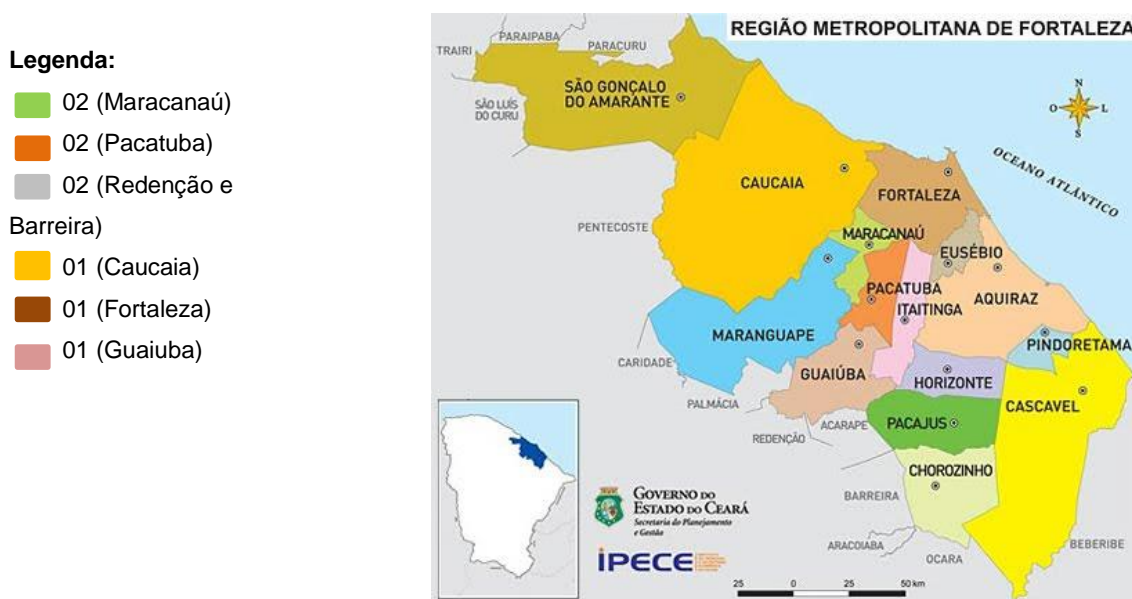 Legenda:
02 (Maracanaú)
02 (Pacatuba)
02 (Redenção e
Barreira)
01 (Caucaia)
01 (Fortaleza)
01 (Guaiuba)
REGIÃO METROPOLITANA DE FORTALEZA
PARAIPABA
TRAIRI
PARACURU
SÃO GONÇALO
DO AMARANTE
SÃO LUÍS
DO CURU
N
O
L
S
OCEANO ATLÂNTICO
CAUCAIA
FORTALEZA
PENTECOSTE
MARACANAÚ
EUSÉBIO
PACATUBA
AQUIRAZ
ITAITINGA
MARANGUAPE
PINDORETAMA
CARIDADE
GUAIÚBA
HORIZONTE
PALMÁCIA
CASCAVEL
ACARAPE
PACAJUS
REDENÇÃO
CHOROZINHO
BARREIRA
ARACOIABA
OCARA
BEBERIBE
GOVERNO DO
ESTADO DO CEARÁ
Secretaria do Planejamento
e Gestão
IPECE
25 0 25 50 km